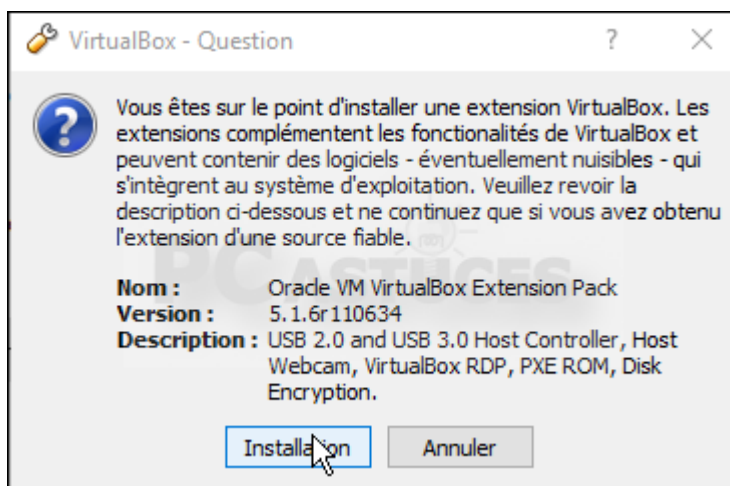 VirtualBox - Question
Vous êtes sur le point d'installer une extension VirtualBox. Les
extensions complémentent les fonctionalités de VirtualBox et
peuvent contenir des logiciels - éventuellement nuisibles - qui
s'intègrent au système d'exploitation. Veuillez revoir la
description ci-dessous et ne continuez que si vous avez obtenu
l'extension d'une source fiable.
PC ASTUCES
Nom : Oracle VM VirtualBox Extension Pack
Version : 5.1.6r110634
Description : USB 2.0 and USB 3.0 Host Controller, Host
Webcam, VirtualBox RDP, PXE ROM, Disk
Encryption.
Installation Annuler